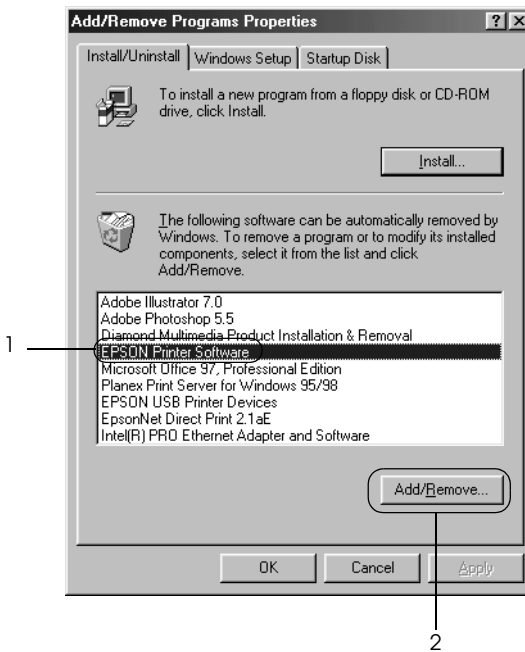 Add/Remove Programs Properties
Install/Uninstall
Windows Setup
Startup Disk
To install a new program from a floppy disk or CD-ROM
drive, click Install.
Install...
The following software can be automatically removed by
Windows. To remove a program or to modify its installed
components, select it from the list and click
Add/Remove.
Adobe Illustrator 7.0
Adobe Photoshop 5.5
Diamond Multimedia Product Installation & Removal
1
EPSON Printer Software
Microsoft Office 97, Professional Edition
Planex Print Server for Windows 95/98
EPSON USB Printer Devices
EpsonNet Direct Print 2.1aE
Intel(R) PRO Ethernet Adapter and Software
Add/Remove...
OK
Cancel
Apply
2